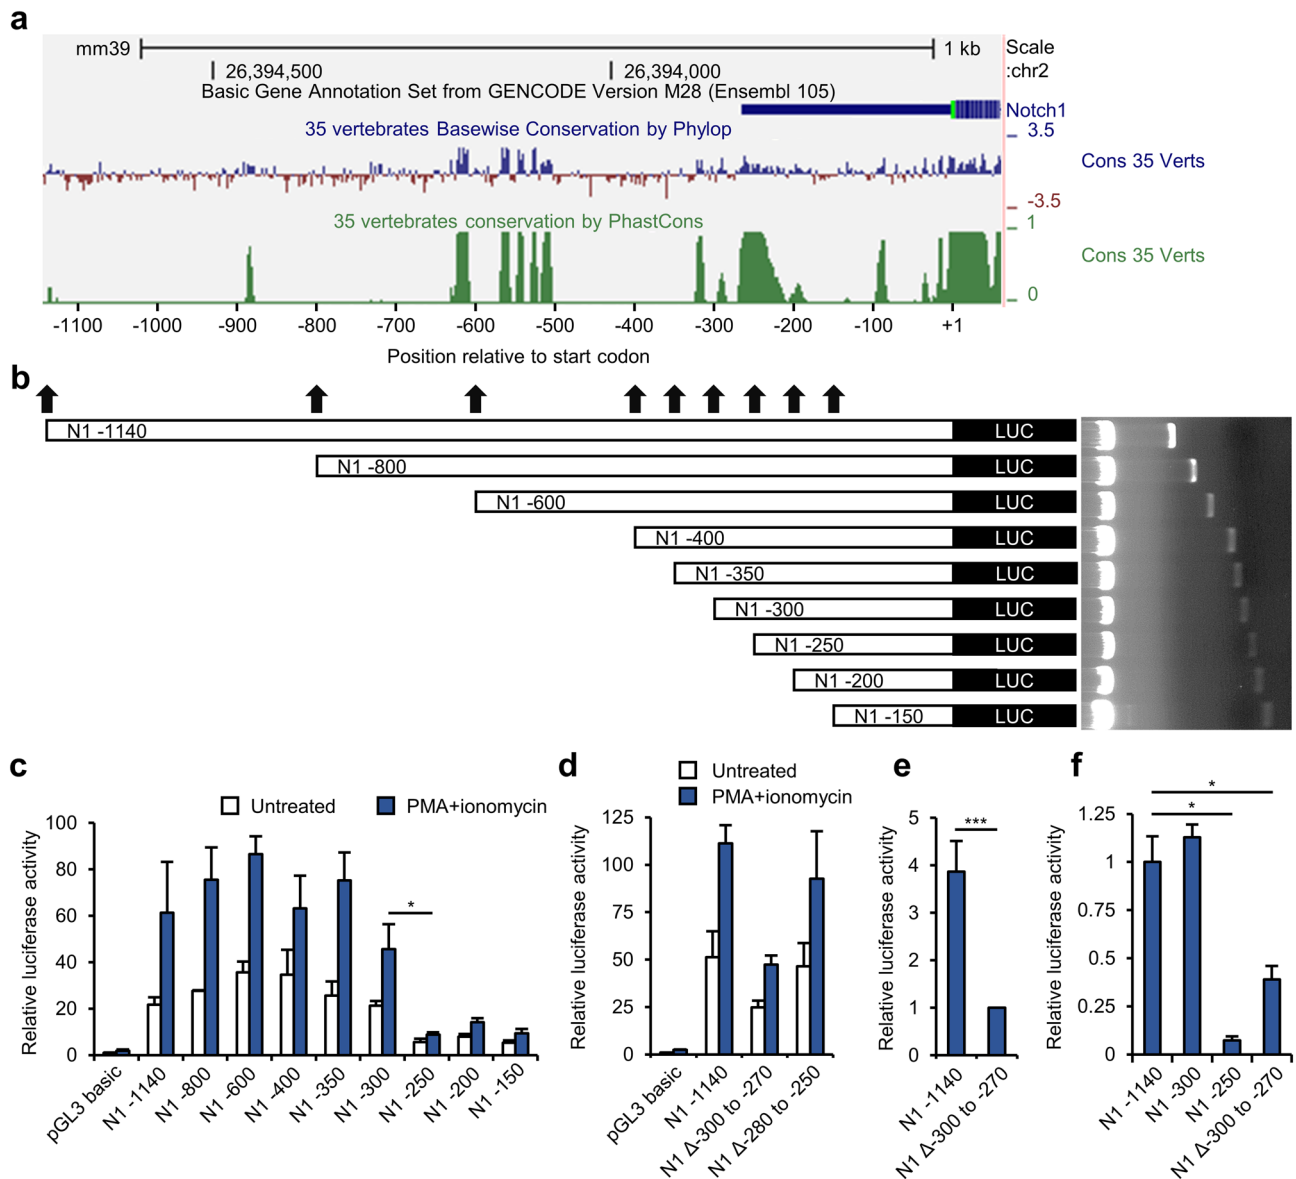 a
mm39 1 kb Scale
26,394,500 26,394,000 :chr2
Basic Gene Annotation Set from GENCODE Version M28 (Ensembl 105)
Notch1
35 vertebrates Basewise Conservation by Phylop 3.5
Cons 35 Verts
-3.5
35 vertebrates conservation by PhastCons 1
Cons 35 Verts
0
-1100 -1000 -900 -800 -700 -600 -500 -400 -300 -200 -100 +1
Position relative to start codon
b
N1 -1140 LUC
N1 -800 LUC
N1 -600 LUC
N1 -400 LUC
N1 -350 LUC
N1 -300 LUC
N1 -250 LUC
N1 -200 LUC
N1 -150 LUC
c
Untreated PMA+ionomycin
Relative luciferase activity
100
80
60
40
20
0
*
pGL3 basic
N1 -1140
N1 -800
N1 -600
N1 -400
N1 -350
N1 -300
N1 -250
N1 -200
N1 -150
d
Untreated
PMA+ionomycin
Relative luciferase activity
125
100
75
50
25
0
pGL3 basic
N1 -1140
N1 Δ-300 to -270
N1 Δ-280 to -250
e
Relative luciferase activity
5
4
3
2
1
0
***
N1 -1140
N1 Δ-300 to -270
f
Relative luciferase activity
1.25
1
0.75
0.5
0.25
0
*
*
N1 -1140
N1 -300
N1 -250
N1 Δ-300 to -270